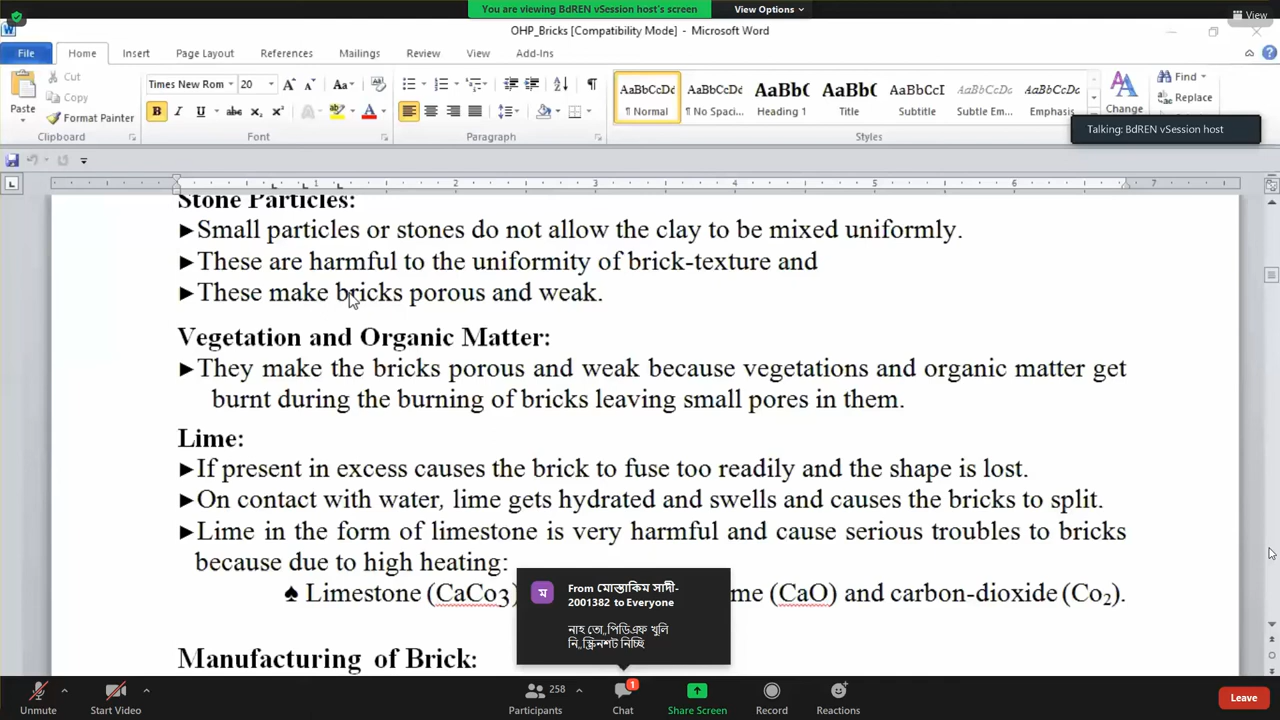 You are viewing BdREN vSession host's screen
View Options
View
OHP_Bricks [Compatibility Mode] - Microsoft Word
File Home Insert Page Layout References Mailings Review View Add-Ins
Cut
Copy
Format Painter
Paste
Times New Rom 20
AaBbCcDc AaBbCcDc AaBbC AaBbC AaBbCcI AaBbCcDc AaBbCcDc
¶ Normal ¶ No Spaci... Heading 1 Title Subtitle Subtle Em... Emphasis
Change
Find
Replace
Clipboard Font Paragraph Styles
Talking: BdREN vSession host
1 2 3 4 5 6 7
Stone Particles:
►Small particles or stones do not allow the clay to be mixed uniformly.
►These are harmful to the uniformity of brick-texture and
►These make bricks porous and weak.
Vegetation and Organic Matter:
►They make the bricks porous and weak because vegetations and organic matter get
burnt during the burning of bricks leaving small pores in them.
Lime:
►If present in excess causes the brick to fuse too readily and the shape is lost.
►On contact with water, lime gets hydrated and swells and causes the bricks to split.
►Lime in the form of limestone is very harmful and cause serious troubles to bricks
because due to high heating:
♠ Limestone (CaCo3) me (CaO) and carbon-dioxide (Co2).
ম
From মোস্তাকিম সাদী-
2001382 to Everyone
নাহ তো,,পিডিএফ খুলি
নি,,স্ক্রিনশট নিচ্ছি
Manufacturing of Brick:
Unmute
Start Video
258
Participants
1
Chat
Share Screen
Record
Reactions
Leave